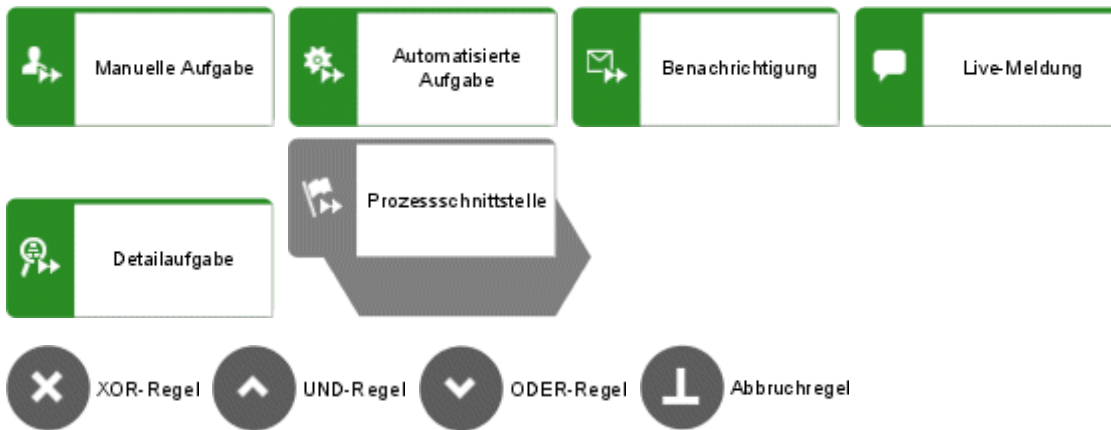 Manuelle Aufgabe
Automatisierte
Aufgabe
Benachrichtigung
Live-Meldung
Detailaufgabe
Prozessschnittstelle
XOR-Regel
UND-Regel
ODER-Regel
Abbruchregel